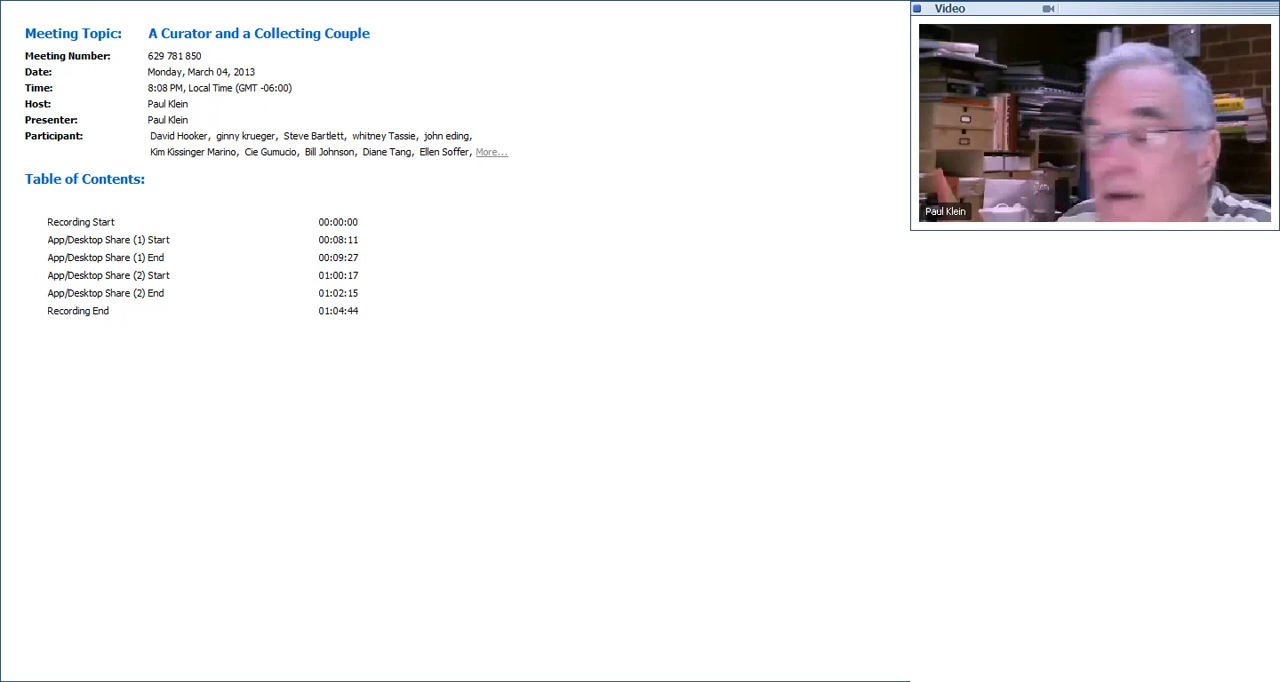 Meeting Topic: A Curator and a Collecting Couple
Meeting Number: 629 781 850
Date: Monday, March 04, 2013
Time: 8:08 PM, Local Time (GMT -06:00)
Host: Paul Klein
Presenter: Paul Klein
Participant: David Hooker, ginny krueger, Steve Bartlett, whitney Tassie, john eding,
Kim Kissinger Marino, Cie Gumucio, Bill Johnson, Diane Tang, Ellen Soffer, More...
Table of Contents:
Recording Start 00:00:00
App/Desktop Share (1) Start 00:08:11
App/Desktop Share (1) End 00:09:27
App/Desktop Share (2) Start 01:00:17
App/Desktop Share (2) End 01:02:15
Recording End 01:04:44
Video
Paul Klein